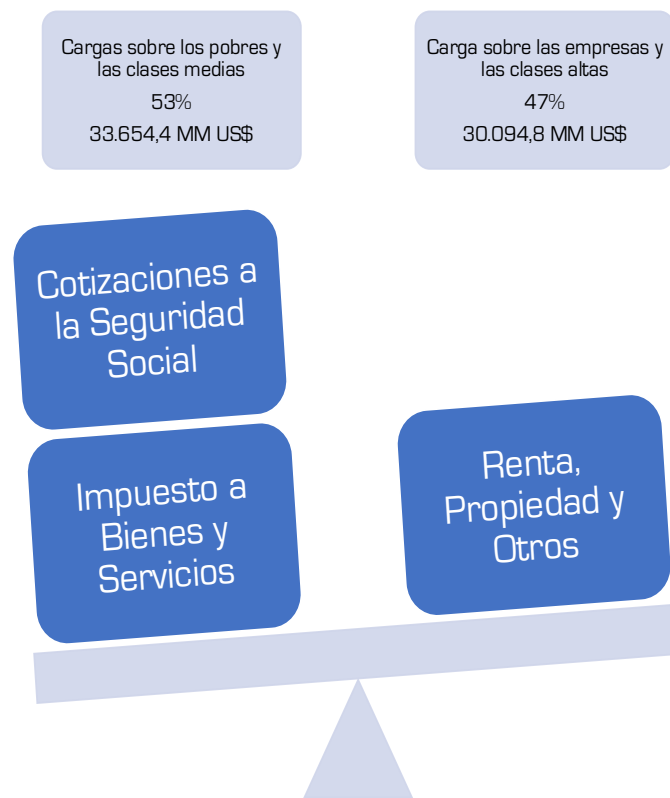 Cargas sobre los pobres y
las clases medias
53%
33.654,4 MM US$
Carga sobre las empresas y
las clases altas
47%
30.094,8 MM US$
Cotizaciones a
la Seguridad
Social
Impuesto a
Bienes y
Servicios
Renta,
Propiedad y
Otros